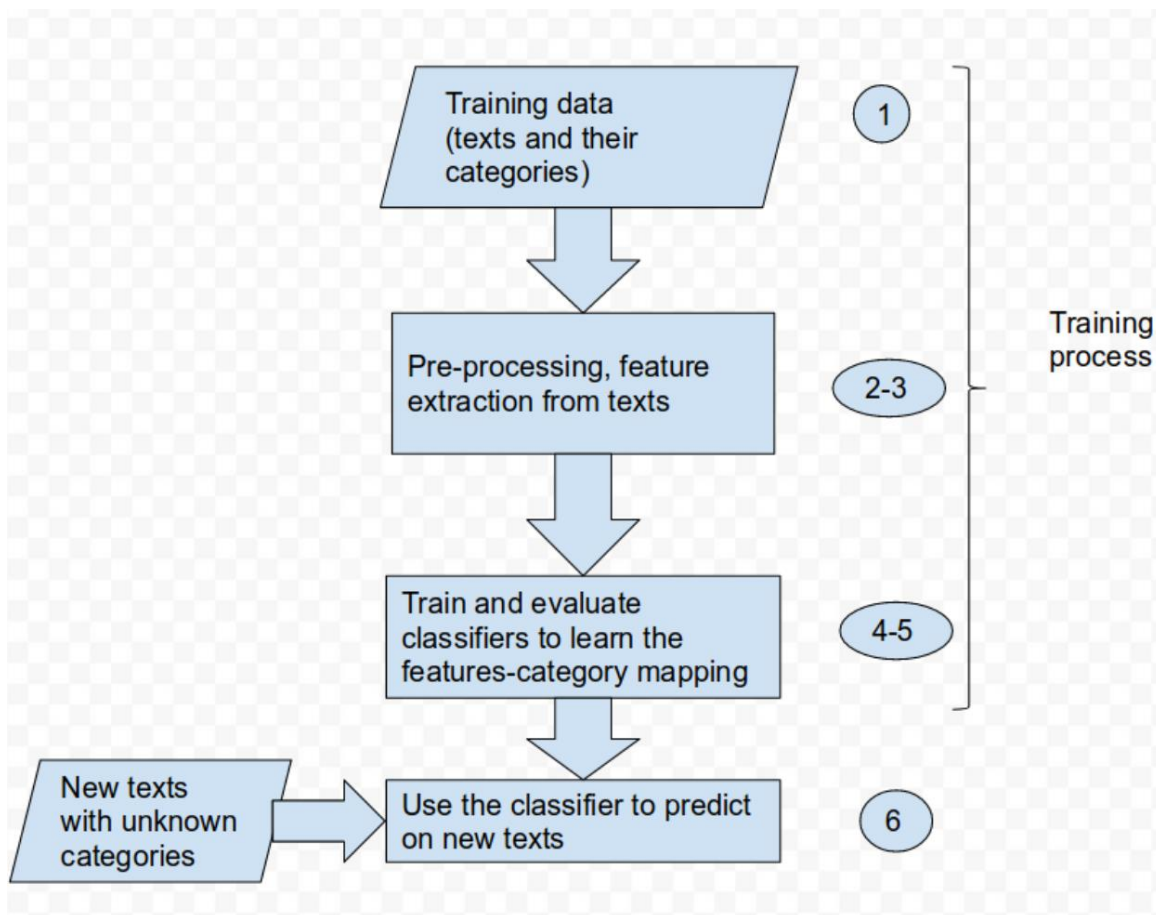 Training data
(texts and their
categories)
1
Pre-processing, feature
extraction from texts
2-3
Training
process
Train and evaluate
classifiers to learn the
features-category mapping
4-5
New texts
with unknown
categories
Use the classifier to predict
on new texts
6